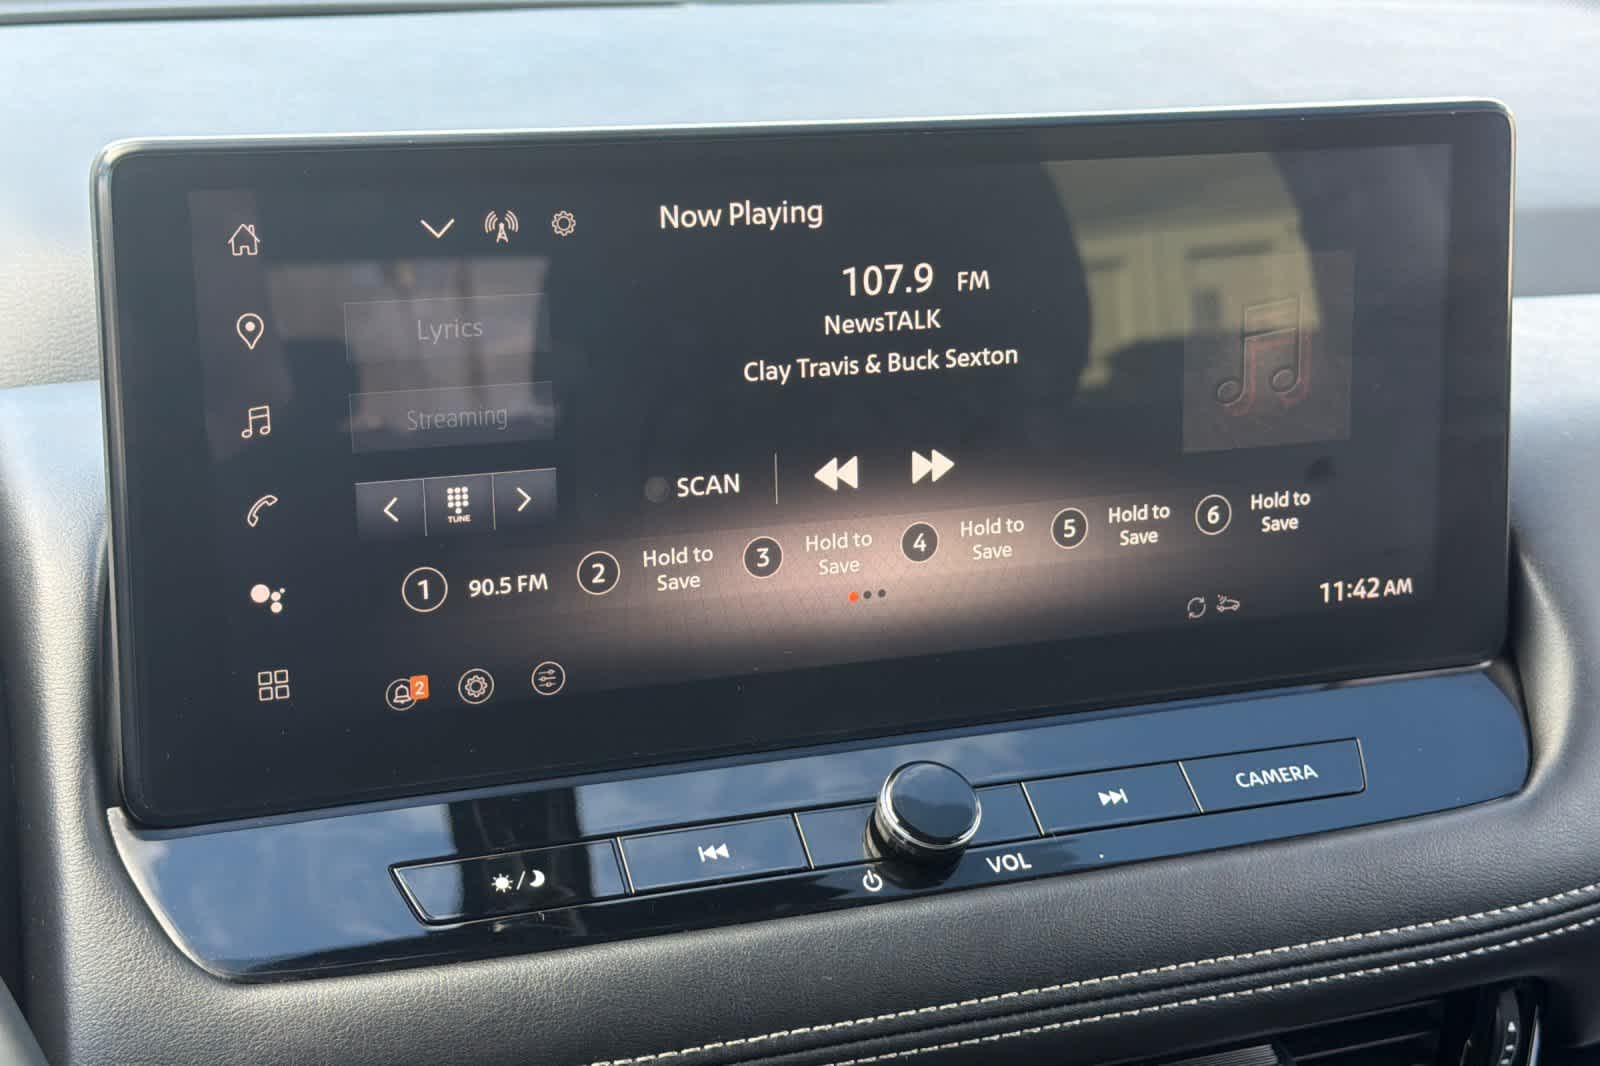 Now Playing
107.9 FM
NewsTALK
Clay Travis & Buck Sexton
Lyrics
Streaming
TUNE
SCAN
1 90.5 FM
2 Hold to
Save
3 Hold to
Save
4 Hold to
Save
5 Hold to
Save
6 Hold to
Save
11:42 AM
2
VOL
CAMERA